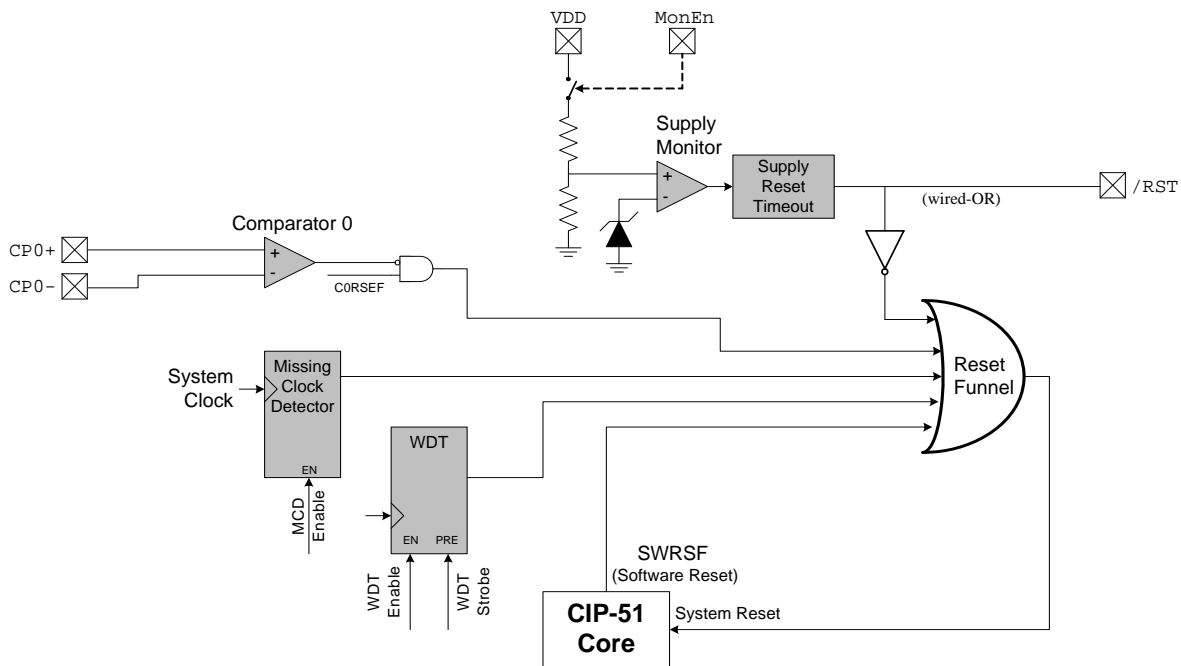 VDD
MonEn
Supply
Monitor
+
-
Supply
Reset
Timeout
(wired-OR)
/RST
Comparator 0
CP0+
CP0-
+
-
C0RSEF
System
Clock
Missing
Clock
Detector
EN
MCD
Enable
WDT
EN
PRE
WDT
Enable
WDT
Strobe
Reset
Funnel
SWRSF
(Software Reset)
CIP-51
Core
System Reset